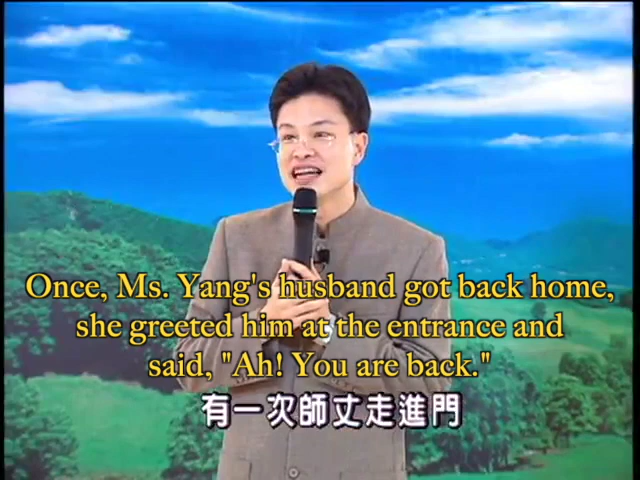 Once, Ms. Yang's husband got back home,
she greeted him at the entrance and
said, "Ah! You are back."
有一次師丈走進門